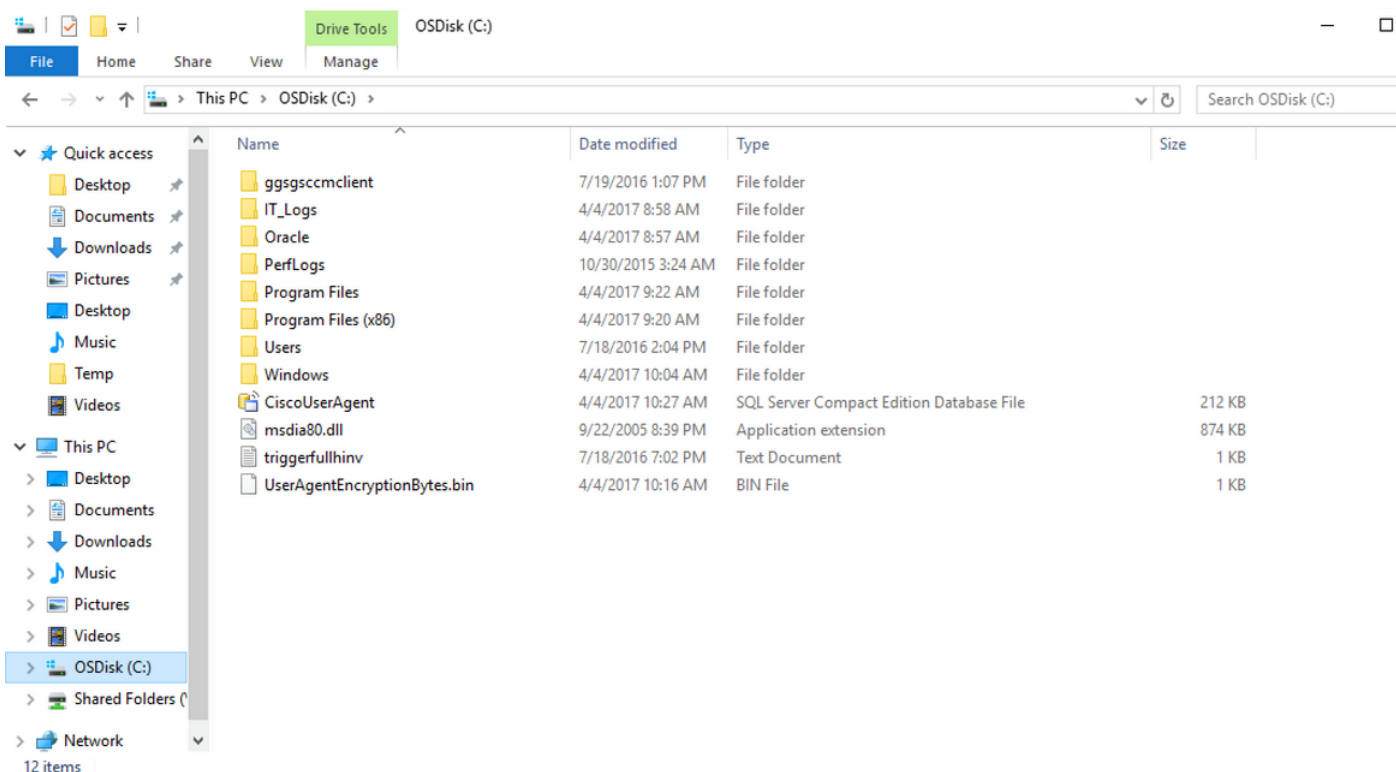 Drive Tools OSDisk (C:)
File Home Share View Manage
This PC > OSDisk (C:) > Search OSDisk (C:)
Name Date modified Type Size
Quick access
Desktop
Documents
Downloads
Pictures
Desktop
Music
Temp
Videos
This PC
Desktop
Documents
Downloads
Music
Pictures
Videos
OSDisk (C:)
Shared Folders (
Network
ggsgsccmclient 7/19/2016 1:07 PM File folder
IT_Logs 4/4/2017 8:58 AM File folder
Oracle 4/4/2017 8:57 AM File folder
PerfLogs 10/30/2015 3:24 AM File folder
Program Files 4/4/2017 9:22 AM File folder
Program Files (x86) 4/4/2017 9:20 AM File folder
Users 7/18/2016 2:04 PM File folder
Windows 4/4/2017 10:04 AM File folder
CiscoUserAgent 4/4/2017 10:27 AM SQL Server Compact Edition Database File 212 KB
msdia80.dll 9/22/2005 8:39 PM Application extension 874 KB
triggerfullhinv 7/18/2016 7:02 PM Text Document 1 KB
UserAgentEncryptionBytes.bin 4/4/2017 10:16 AM BIN File 1 KB
12 items